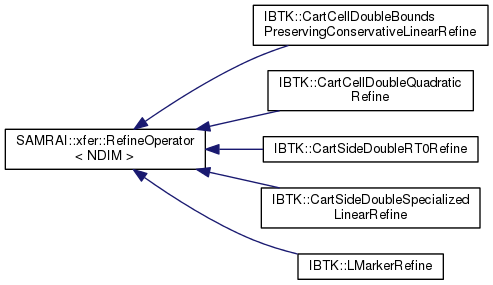 IBTK::CartCellDoubleBounds
PreservingConservativeLinearRefine
IBTK::CartCellDoubleQuadratic
Refine
SAMRAI::xfer::RefineOperator
< NDIM >
IBTK::CartSideDoubleRT0Refine
IBTK::CartSideDoubleSpecialized
LinearRefine
IBTK::LMarkerRefine